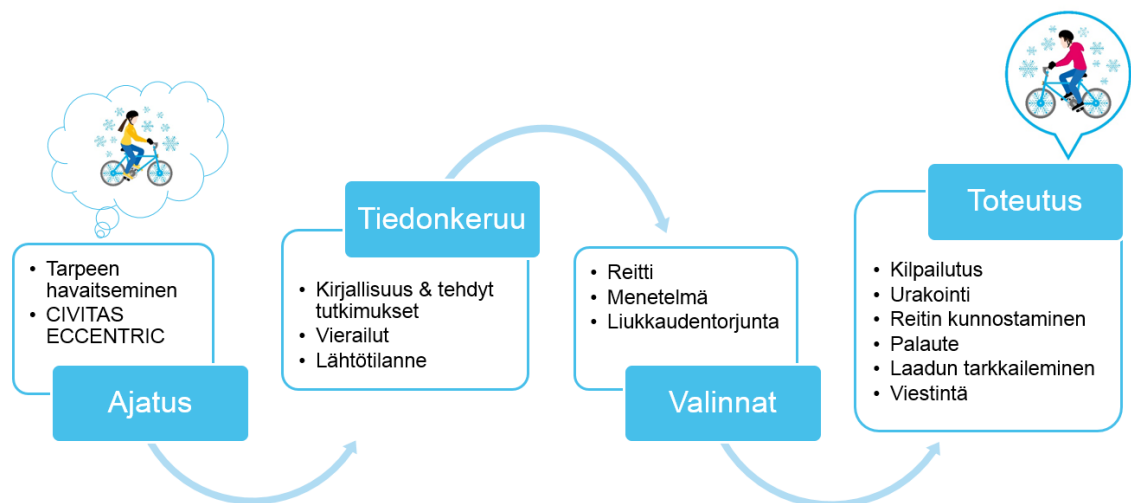 • Tarpeen
havaitseminen
• CIVITAS
ECCENTRIC
Ajatus
Tiedonkeruu
• Kirjallisuus & tehdyt
tutkimukset
• Vierailut
• Lähtötilanne
• Reitti
• Menetelmä
• Liukkaudentorjunta
Valinnat
Toteutus
• Kilpailutus
• Urakointi
• Reitin kunnostaminen
• Palaute
• Laadun tarkkaileminen
• Viestintä